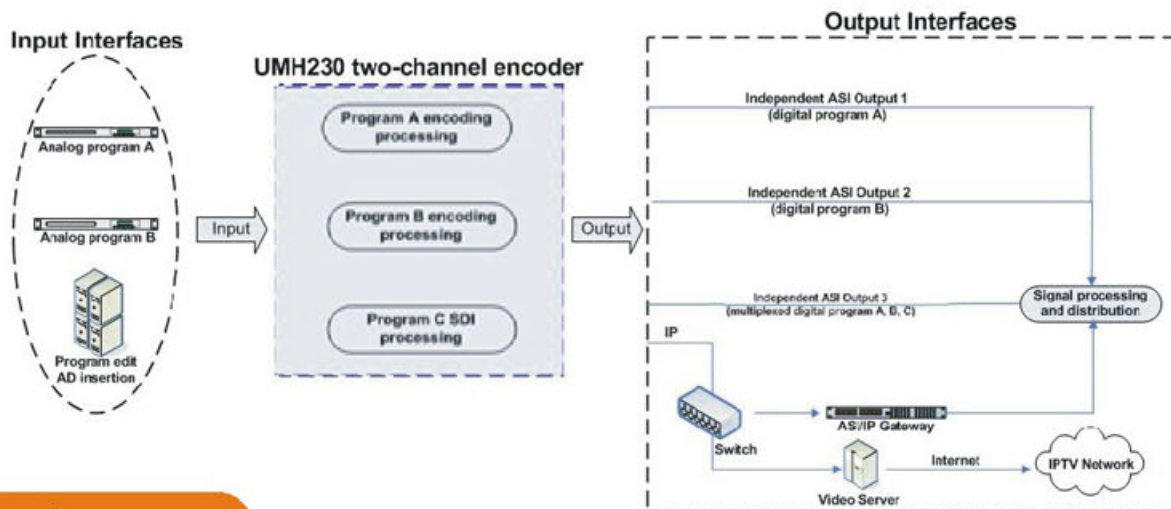 Input Interfaces
Analog program A
Analog program B
Program edit
AD insertion
Input
UMH230 two-channel encoder
Program A encoding
processing
Program B encoding
processing
Program C SDI
processing
Output
Output Interfaces
Independent ASI Output 1
(digital program A)
Independent ASI Output 2
(digital program B)
Independent ASI Output 3
(multiplexed digital program A, B, C)
Signal processing
and distribution
IP
Switch
ASI/IP Gateway
Video Server
Internet
IPTV Network